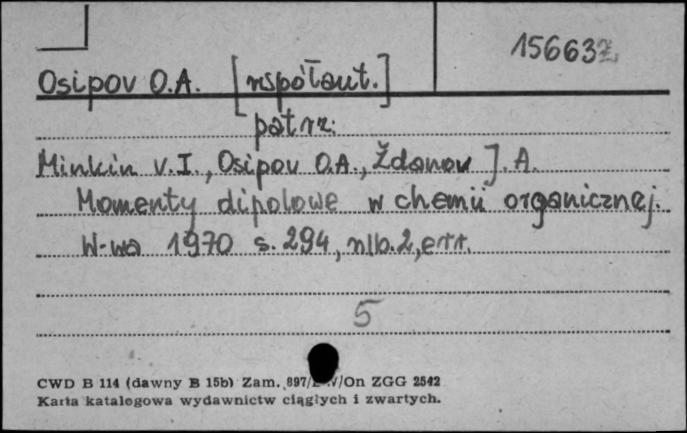 156632
Osipov O.A. [współaut.]
patrz:
Minkin V.I., Osipov O.A., Ždanov J. A.
Momenty dipolowe w chemii organicznej.
W-wa 1970 s. 294, nlb. 2, err.
5
CWD B 114 (dawny B 15b) Zam. 897/ /On ZGG 2542
Karta katalogowa wydawnictw ciągłych i zwartych.